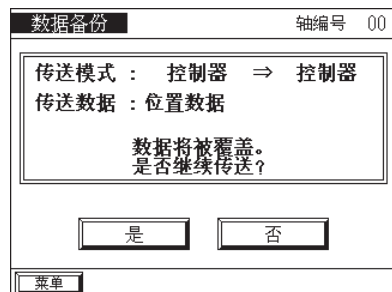 数据备份 轴编号 00
传送模式 : 控制器 ⇒ 控制器
传送数据 : 位置数据
数据将被覆盖。
是否继续传送?
是 否
菜单